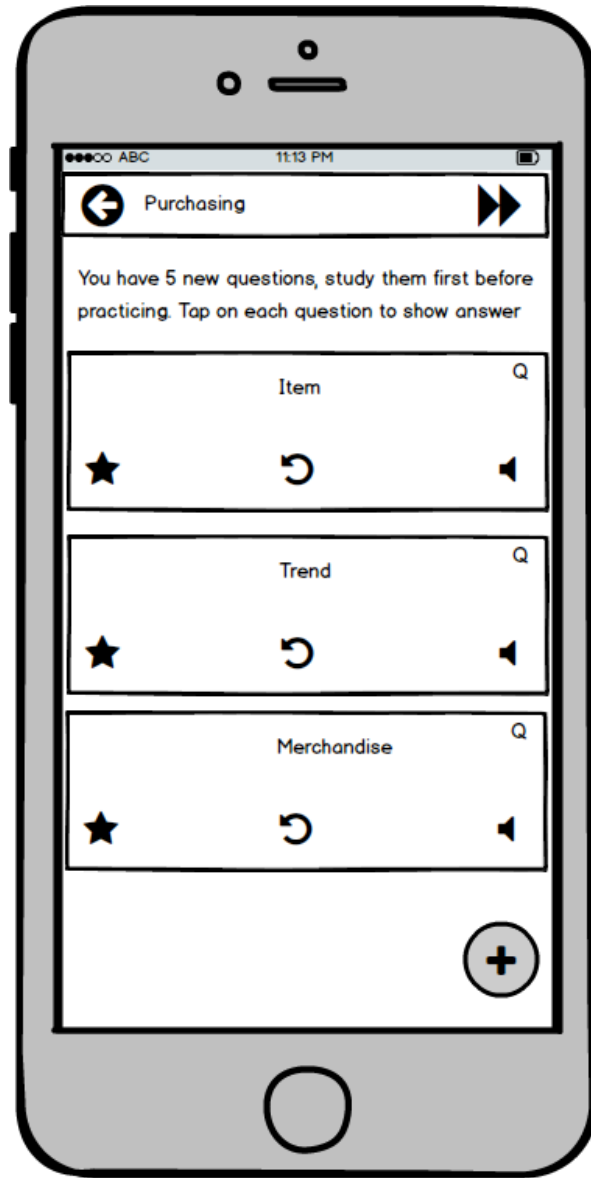 ABC 11:13 PM
Purchasing
You have 5 new questions, study them first before
practicing. Tap on each question to show answer
Q
Item
Q
Trend
Q
Merchandise